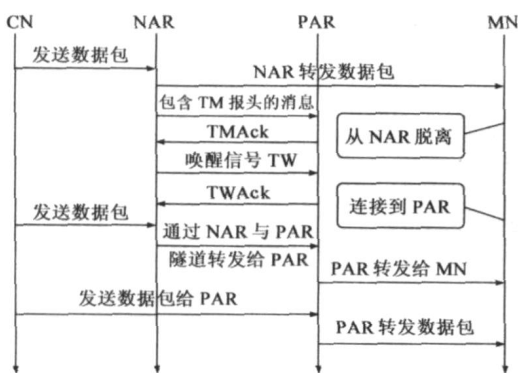 CN NAR PAR MN
发送数据包
NAR 转发数据包
包含 TM 报头的消息
TMAck
从 NAR 脱离
唤醒信号 TW
TWAck
连接到 PAR
发送数据包
通过 NAR 与 PAR
隧道转发给 PAR
PAR 转发给 MN
发送数据包给 PAR
PAR 转发数据包